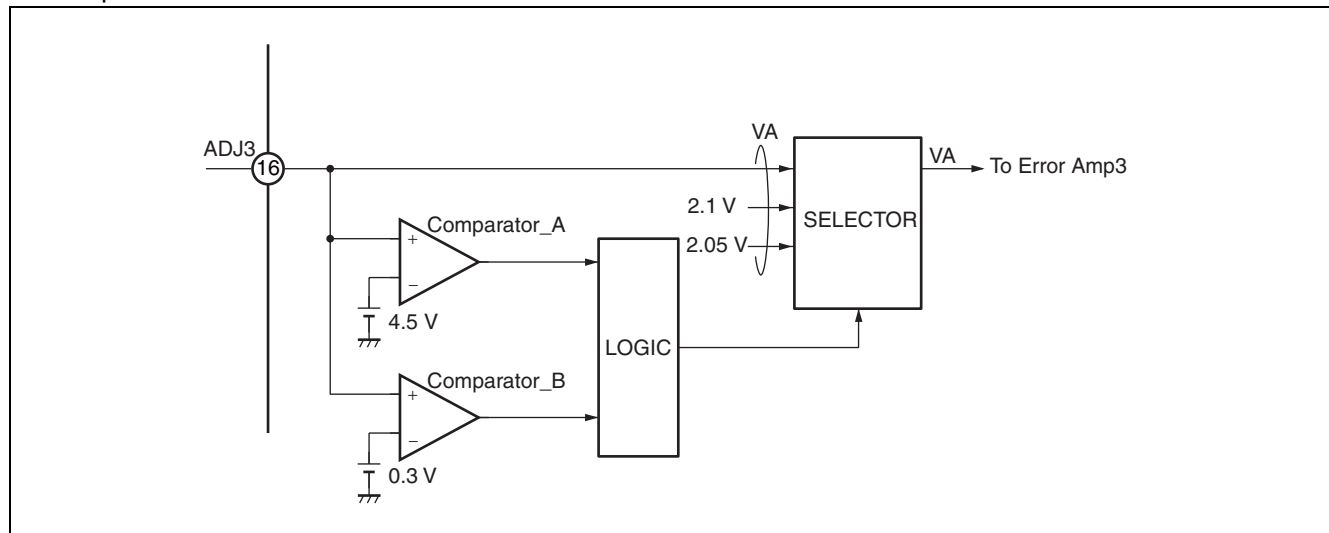 ADJ3
16
VA
2.1 V
2.05 V
SELECTOR
VA
To Error Amp3
Comparator_A
+
−
4.5 V
LOGIC
Comparator_B
+
−
0.3 V